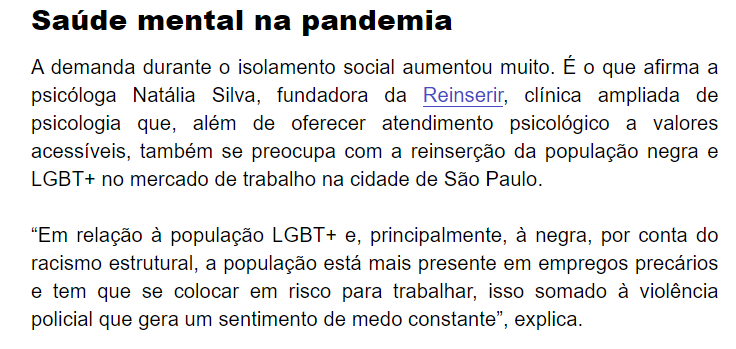 Saúde mental na pandemia
A demanda durante o isolamento social aumentou muito. É o que afirma a
psicóloga Natália Silva, fundadora da Reinserir, clínica ampliada de
psicologia que, além de oferecer atendimento psicológico a valores
acessíveis, também se preocupa com a reinserção da população negra e
LGBT+ no mercado de trabalho na cidade de São Paulo.
“Em relação à população LGBT+ e, principalmente, à negra, por conta do
racismo estrutural, a população está mais presente em empregos precários
e tem que se colocar em risco para trabalhar, isso somado à violência
policial que gera um sentimento de medo constante”, explica.